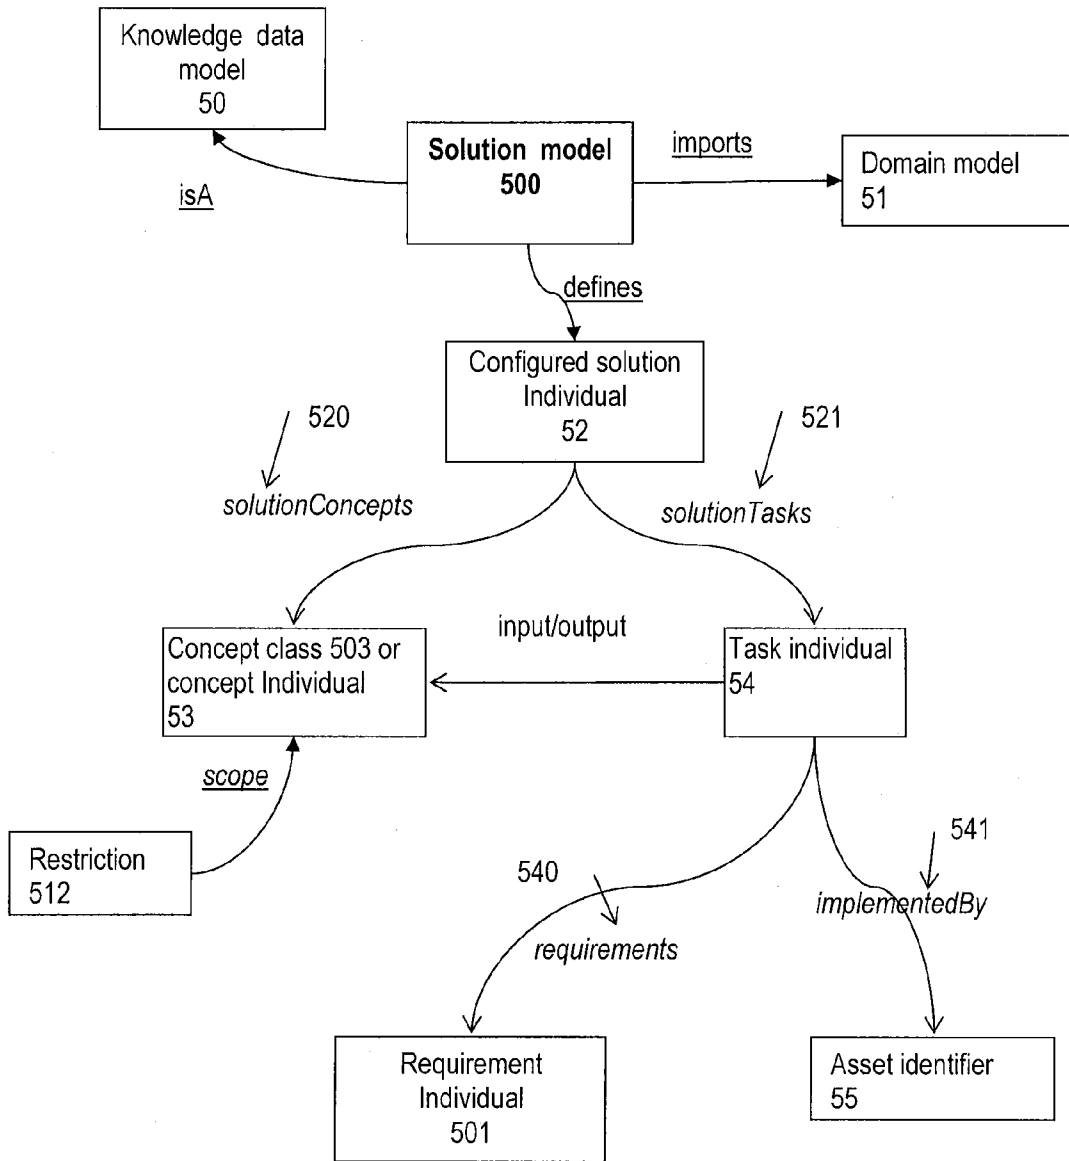 Knowledge data
model
50
Solution model
500
imports
Domain model
51
isA
defines
Configured solution
Individual
52
520
521
solutionConcepts
solutionTasks
input/output
Concept class 503 or
concept Individual
53
Task individual
54
scope
Restriction
512
540
541
implementedBy
requirements
Requirement
Individual
501
Asset identifier
55